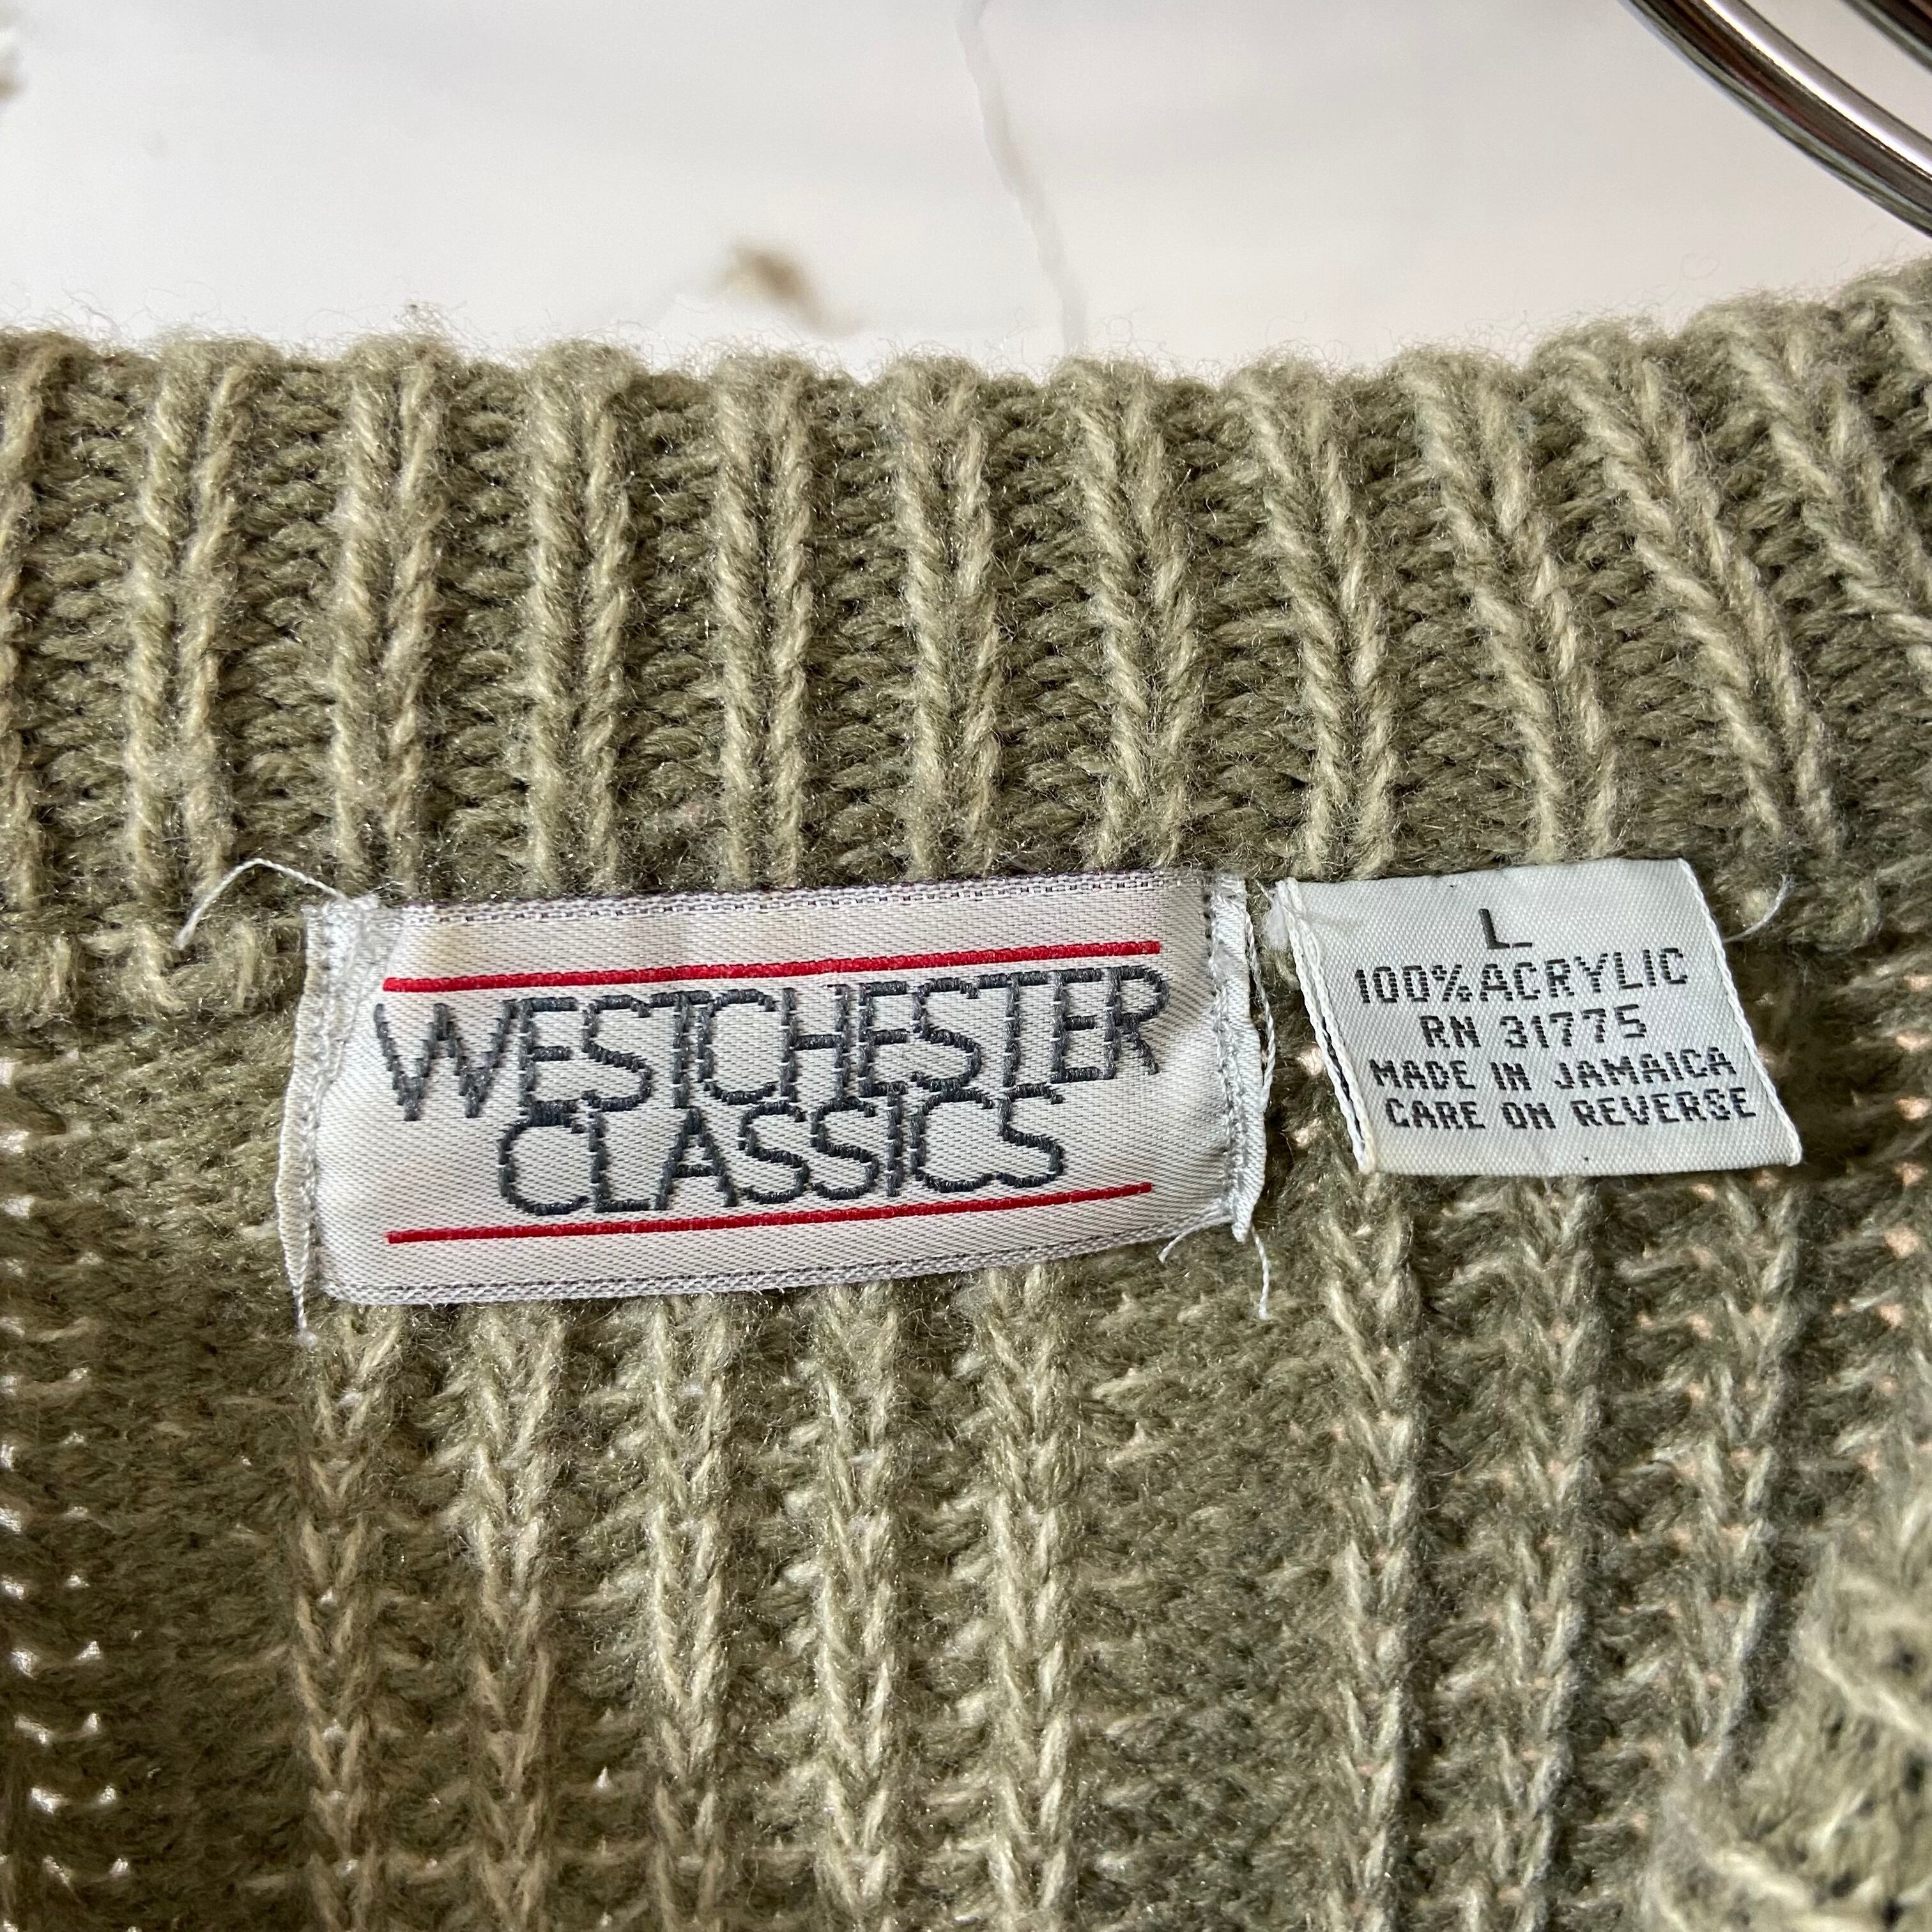 WESTCHESTER
CLASSICS
L
100% ACRYLIC
RN 31775
MADE IN JAMAICA
CARE ON REVERSE